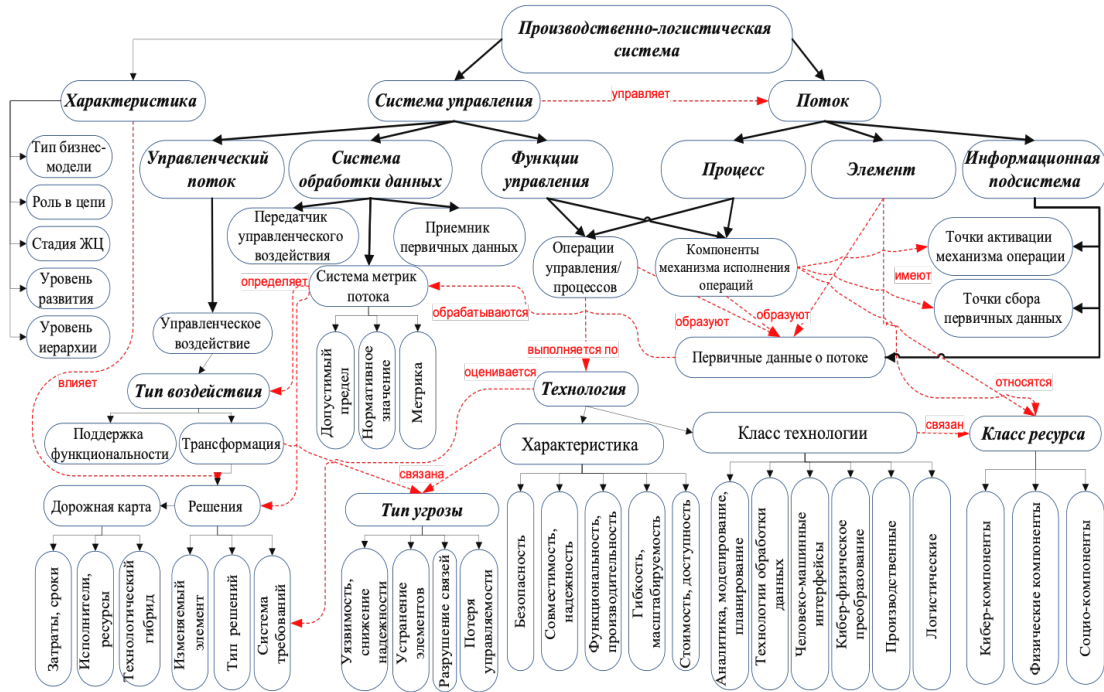 Производственно-логистическая
система
Характеристика
Система управления
управляет
Поток
Тип бизнес-
модели
Роль в цепи
Стадия ЖЦ
Уровень
развития
Уровень
иерархии
Управленческий
поток
Система
обработки данных
Функции
управления
Процесс
Элемент
Информационная
подсистема
Передатчик
управленческого
воздействия
Приемник
первичных данных
Операции
управления/
процессов
Компоненты
механизма исполнения
операций
Точки активации
механизма операции
имеют
Точки сбора
первичных данных
определяет
Система метрик
потока
обрабатываются
образуют
образуют
Первичные данные о потоке
Управленческое
воздействие
Допустимый
предел
Нормативное
значение
Метрика
выполняется по
оценивается
влияет
Тип воздействия
Технология
относятся
Поддержка
функциональности
Трансформация
Характеристика
Класс технологии
связан
Класс ресурса
связана
Дорожная карта
Решения
Тип угрозы
Затраты, сроки
Исполнители,
ресурсы
Технологический
гибрид
Изменяемый
элемент
Тип решений
Система
требований
Уязвимость,
снижение
надежности
Устранение
элементов
Разрушение связей
Потеря
управляемости
Безопасность
Совместимость,
надежность
Функциональность,
производительность
Гибкость,
масштабируемость
Стоимость, доступность
Аналитика, моделирование,
планирование
Технологии обработки
данных
Человеко-машинные
интерфейсы
Кибер-физическое
преобразование
Производственные
Логистические
Кибер-компоненты
Физические компоненты
Социо-компоненты